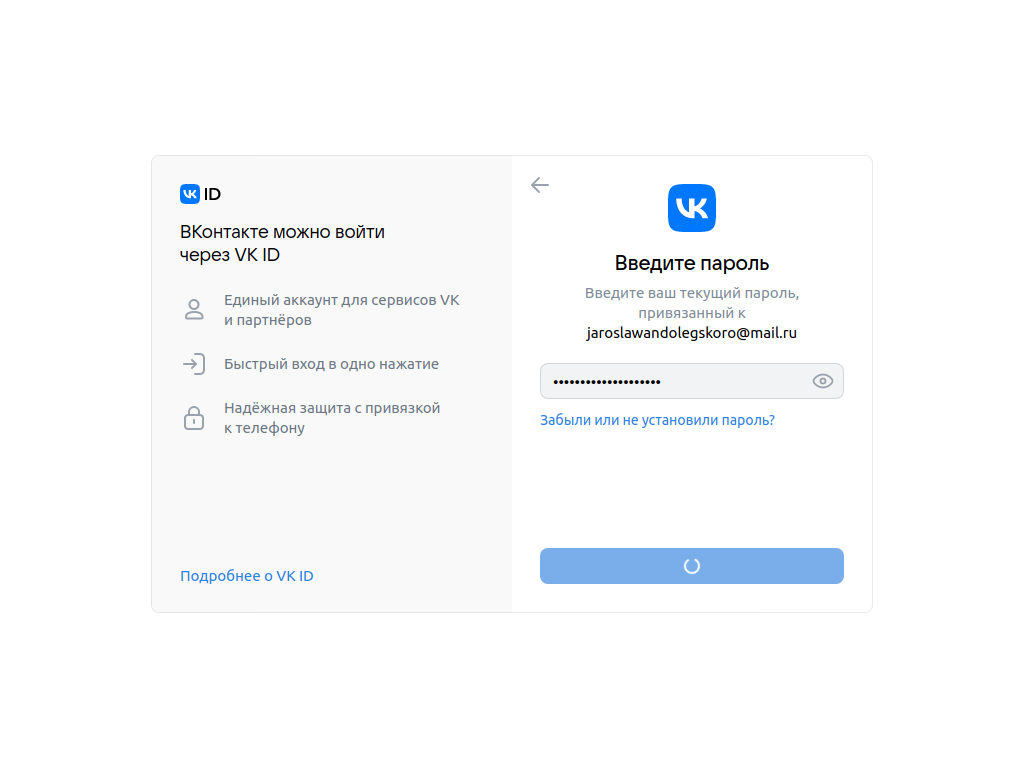 VK ID
ВКонтакте можно войти
через VK ID
Единый аккаунт для сервисов VK
и партнёров
Быстрый вход в одно нажатие
Надёжная защита с привязкой
к телефону
Подробнее о VK ID
VK
Введите пароль
Введите ваш текущий пароль,
привязанный к
jaroslawandolegskoro@mail.ru
••••••••••••••••••••
Забыли или не установили пароль?